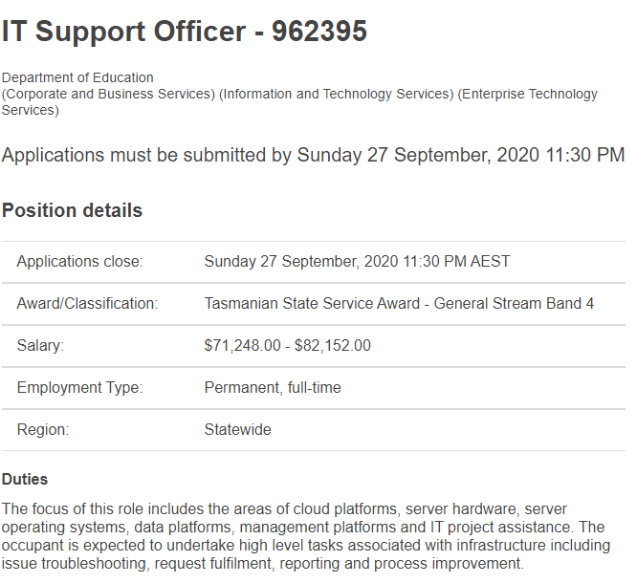 IT Support Officer - 962395
Department of Education
(Corporate and Business Services) (Information and Technology Services) (Enterprise Technology
Services)
Applications must be submitted by Sunday 27 September, 2020 11:30 PM
Position details
Applications close: Sunday 27 September, 2020 11:30 PM AEST
Award/Classification: Tasmanian State Service Award - General Stream Band 4
Salary: $71,248.00 - $82,152.00
Employment Type: Permanent, full-time
Region: Statewide
Duties
The focus of this role includes the areas of cloud platforms, server hardware, server
operating systems, data platforms, management platforms and IT project assistance. The
occupant is expected to undertake high level tasks associated with infrastructure including
issue troubleshooting, request fulfilment, reporting and process improvement.